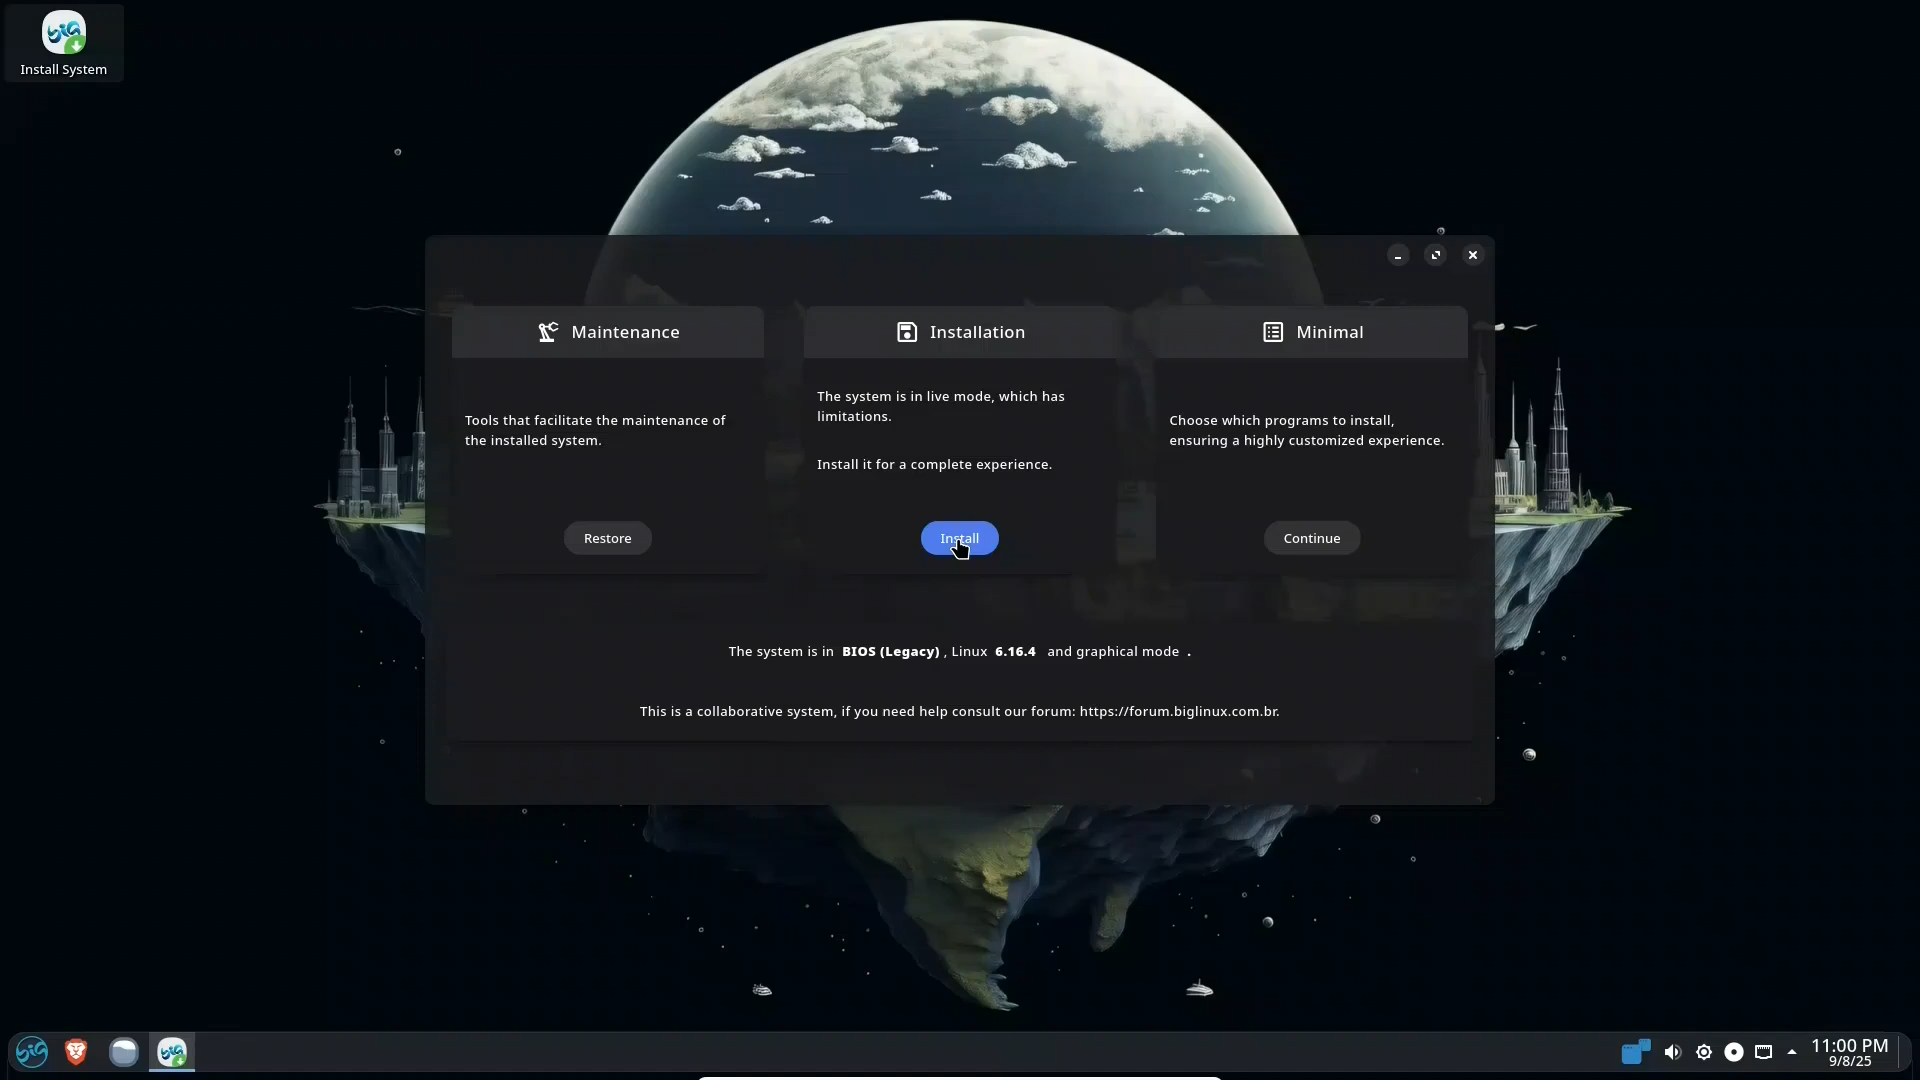 Install System
Maintenance
Tools that facilitate the maintenance of
the installed system.
Restore
Installation
The system is in live mode, which has
limitations.
Install it for a complete experience.
Install
Minimal
Choose which programs to install,
ensuring a highly customized experience.
Continue
The system is in BIOS (Legacy) , Linux 6.16.4 and graphical mode .
This is a collaborative system, if you need help consult our forum: https://forum.biglinux.com.br.
11:00 PM
9/8/25